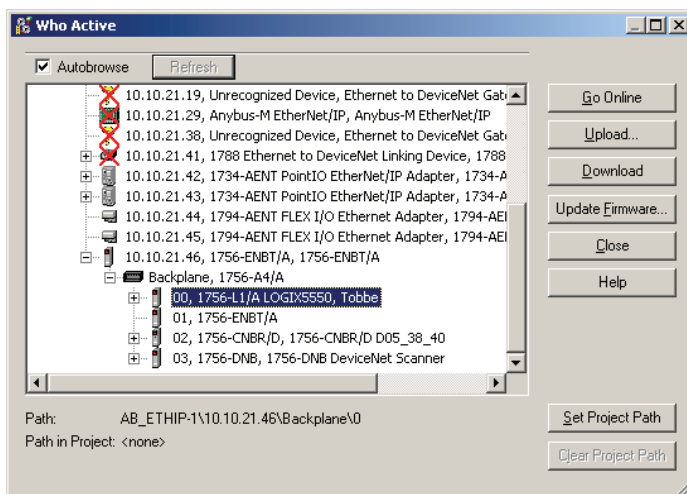 Who Active
Autobrowse
Refresh
10.10.21.19, Unrecognized Device, Ethernet to DeviceNet Gat
10.10.21.29, Anybus-M EtherNet/IP, Anybus-M EtherNet/IP
10.10.21.38, Unrecognized Device, Ethernet to DeviceNet Gat
10.10.21.41, 1788 Ethernet to DeviceNet Linking Device, 1788
10.10.21.42, 1734-AENT PointIO EtherNet/IP Adapter, 1734-A
10.10.21.43, 1734-AENT PointIO EtherNet/IP Adapter, 1734-A
10.10.21.44, 1794-AENT FLEX I/O Ethernet Adapter, 1794-AEI
10.10.21.45, 1794-AENT FLEX I/O Ethernet Adapter, 1794-AEI
10.10.21.46, 1756-ENBT/A, 1756-ENBT/A
Backplane, 1756-A4/A
00, 1756-L1/A LOGIX5550, Tobbe
01, 1756-ENBT/A
02, 1756-CNBR/D, 1756-CNBR/D D05_38_40
03, 1756-DNB, 1756-DNB DeviceNet Scanner
Go Online
Upload...
Download
Update Firmware...
Close
Help
Path: AB_ETHIP-1\10.10.21.46\Backplane\0
Path in Project: <none>
Set Project Path
Clear Project Path